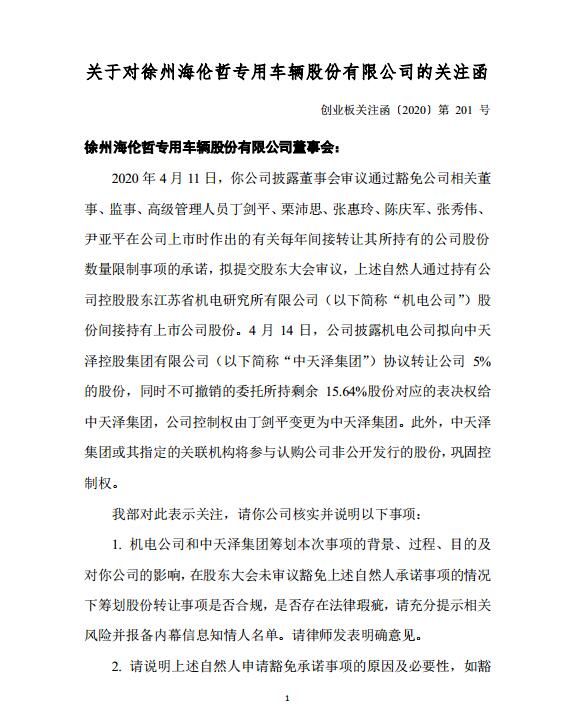 关于对徐州海伦哲专用车辆股份有限公司的关注函
创业板关注函〔2020〕第 201 号
徐州海伦哲专用车辆股份有限公司董事会：
2020 年 4 月 11 日，你公司披露董事会审议通过豁免公司相关董
事、监事、高级管理人员丁剑平、栗沛思、张惠玲、陈庆军、张秀伟、
尹亚平在公司上市时作出的有关每年间接转让其所持有的公司股份
数量限制事项的承诺，拟提交股东大会审议，上述自然人通过持有公
司控股股东江苏省机电研究所有限公司（以下简称“机电公司”）股
份间接持有上市公司股份。4 月 14 日，公司披露机电公司拟向中天
泽控股集团有限公司（以下简称“中天泽集团”）协议转让公司 5%
的股份，同时不可撤销的委托所持剩余 15.64%股份对应的表决权给
中天泽集团，公司控制权由丁剑平变更为中天泽集团。此外，中天泽
集团或其指定的关联机构将参与认购公司非公开发行的股份，巩固控
制权。
我部对此表示关注，请你公司核实并说明以下事项：
1. 机电公司和中天泽集团筹划本次事项的背景、过程、目的及
对你公司的影响，在股东大会未审议豁免上述自然人承诺事项的情况
下筹划股份转让事项是否合规，是否存在法律瑕疵，请充分提示相关
风险并报备内幕信息知情人名单。请律师发表明确意见。
2. 请说明上述自然人申请豁免承诺事项的原因及必要性，如豁
1